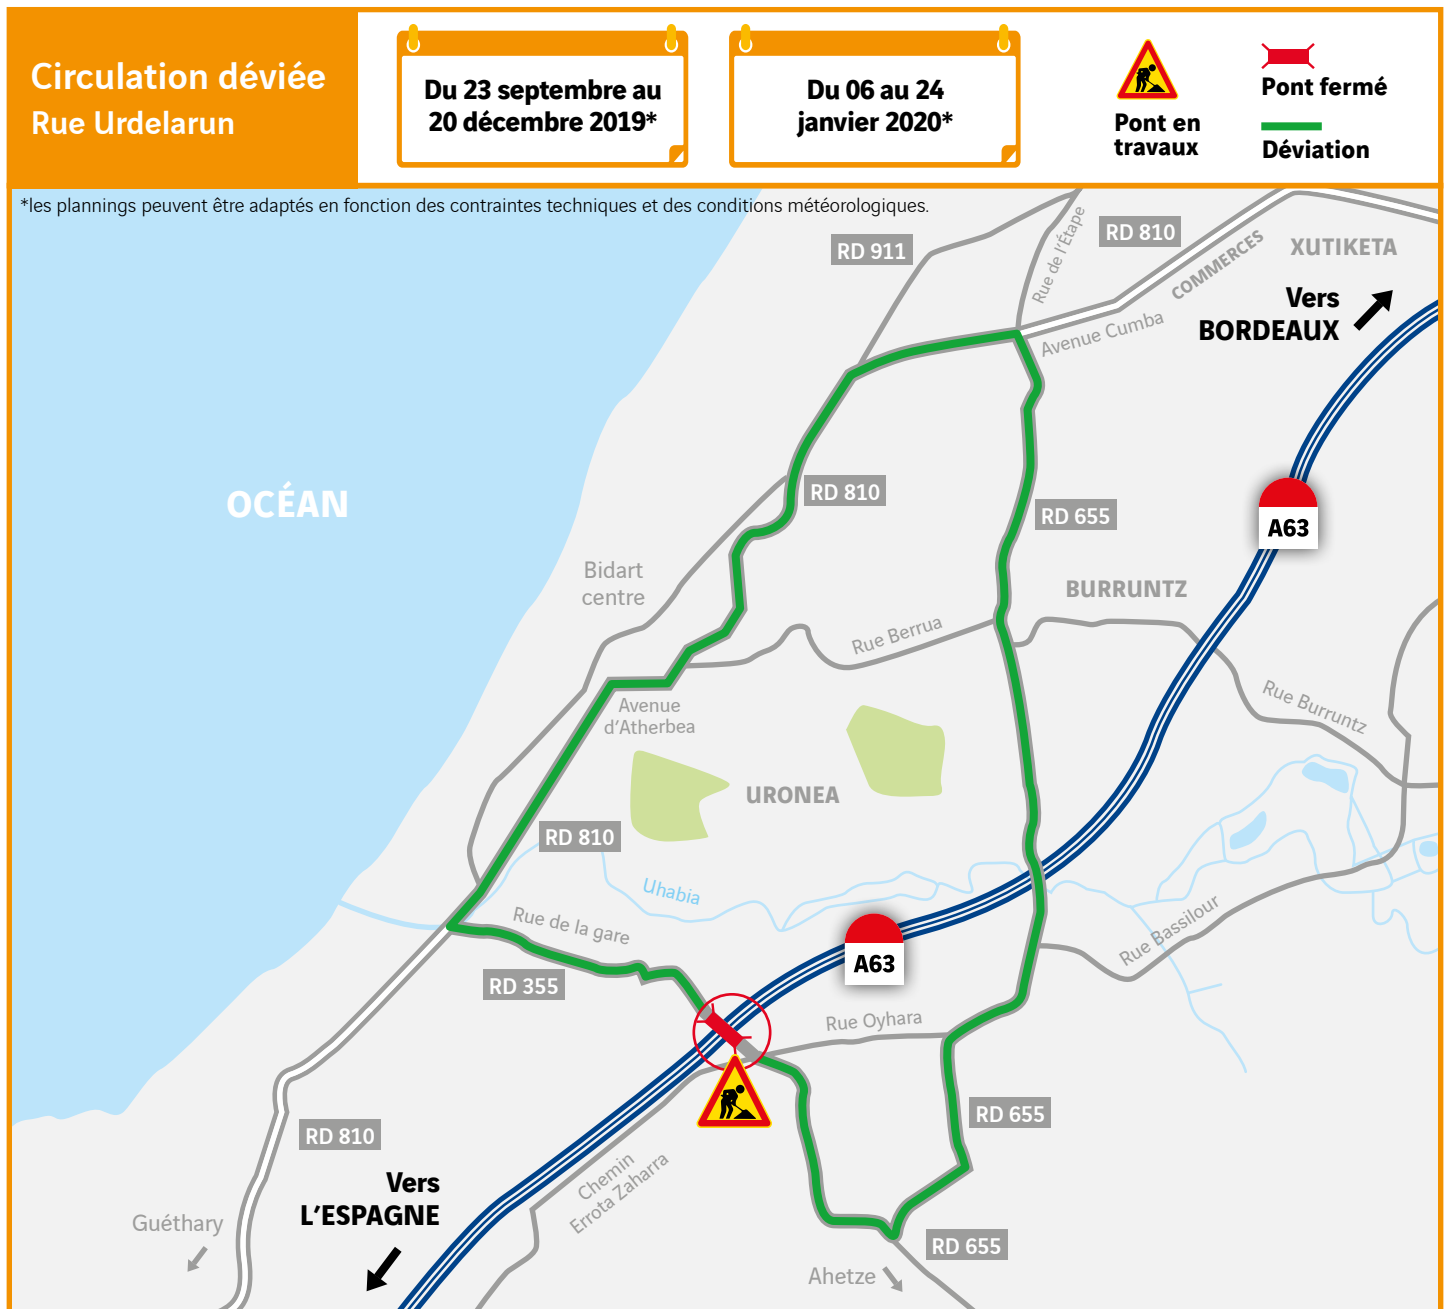 Circulation déviée
Rue Urdelarun
Du 23 septembre au
20 décembre 2019*
Du 06 au 24
janvier 2020*
Pont en
travaux
Pont fermé
Déviation
*les plannings peuvent être adaptés en fonction des contraintes techniques et des conditions météorologiques.
RD 911
Rue de l'Étape
RD 810
COMMERCES
XUTIKETA
Vers
BORDEAUX
Avenue Cumba
OCÉAN
RD 810
RD 655
A63
Bidart
centre
BURRUNTZ
Rue Berrua
Rue Burruntz
Avenue
d'Atherbea
URONEA
RD 810
Uhabia
Rue de la gare
Rue Bassilour
A63
RD 355
Rue Oyhara
RD 655
RD 810
Chemin
Errota Zaharra
Vers
L'ESPAGNE
Guéthary
RD 655
Ahetze